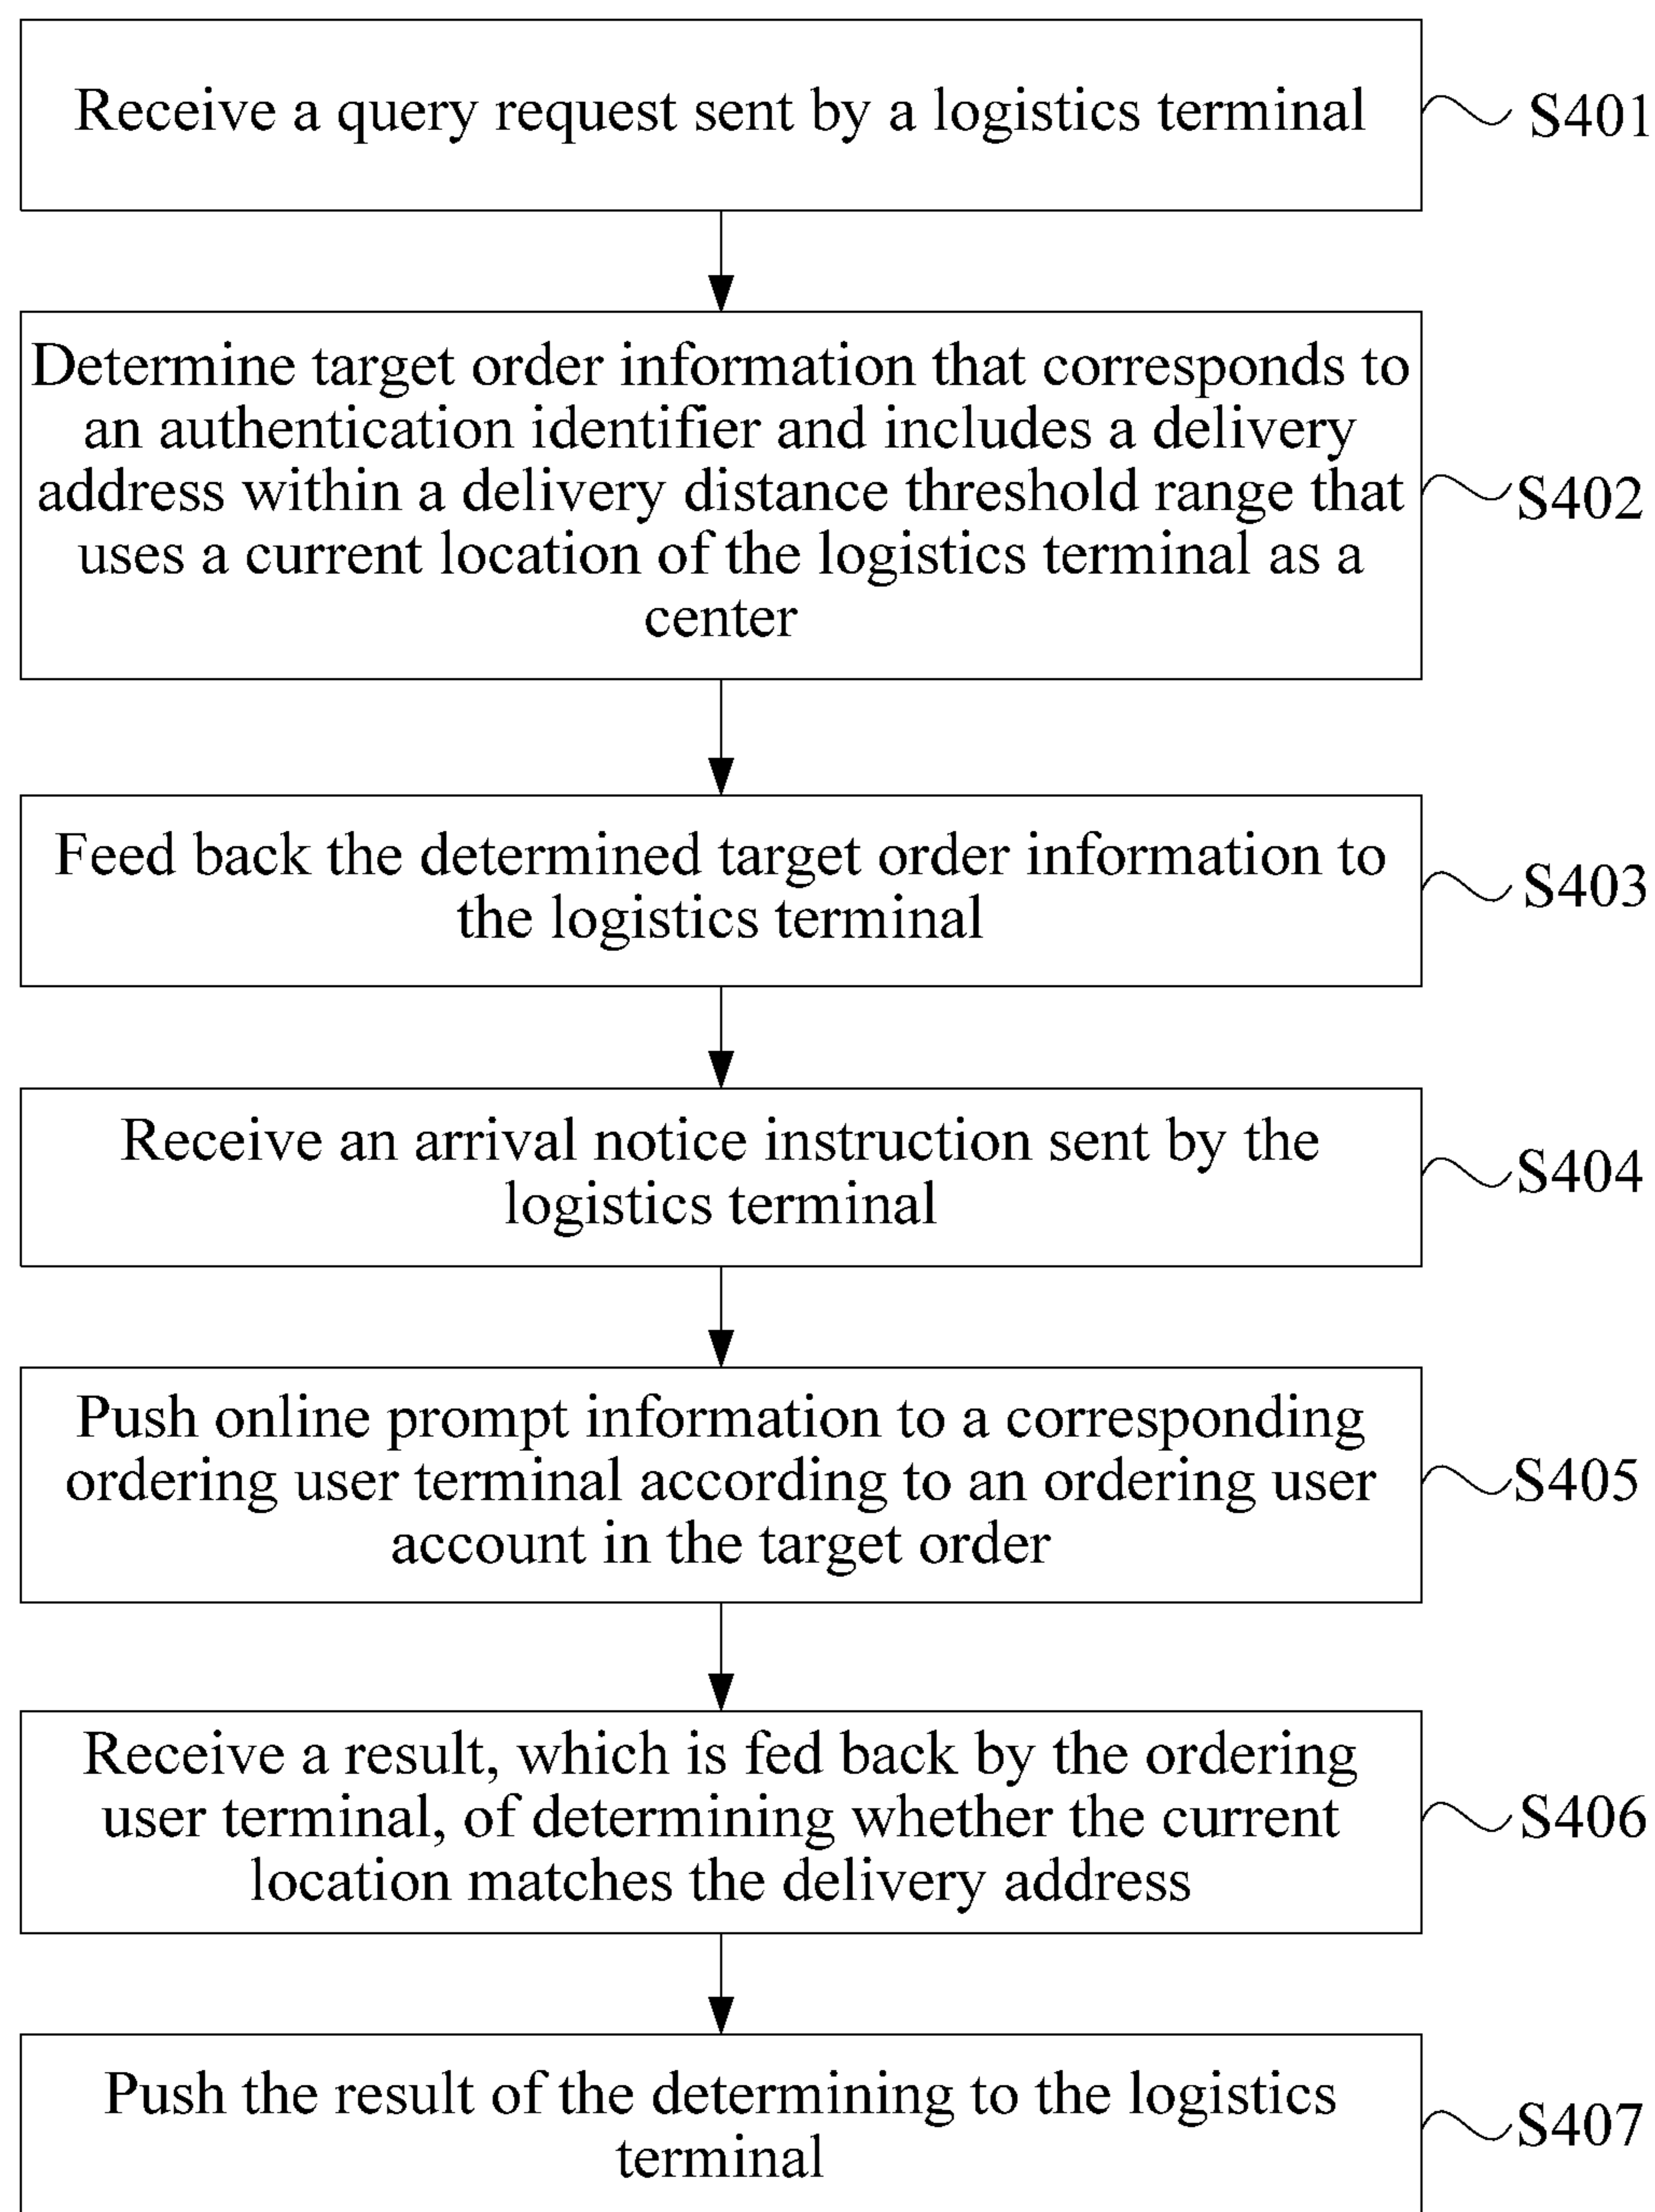 Receive a query request sent by a logistics terminal
S401
Determine target order information that corresponds to
an authentication identifier and includes a delivery
address within a delivery distance threshold range that
uses a current location of the logistics terminal as a
center
S402
Feed back the determined target order information to
the logistics terminal
S403
Receive an arrival notice instruction sent by the
logistics terminal
S404
Push online prompt information to a corresponding
ordering user terminal according to an ordering user
account in the target order
S405
Receive a result, which is fed back by the ordering
user terminal, of determining whether the current
location matches the delivery address
S406
Push the result of the determining to the logistics
terminal
S407